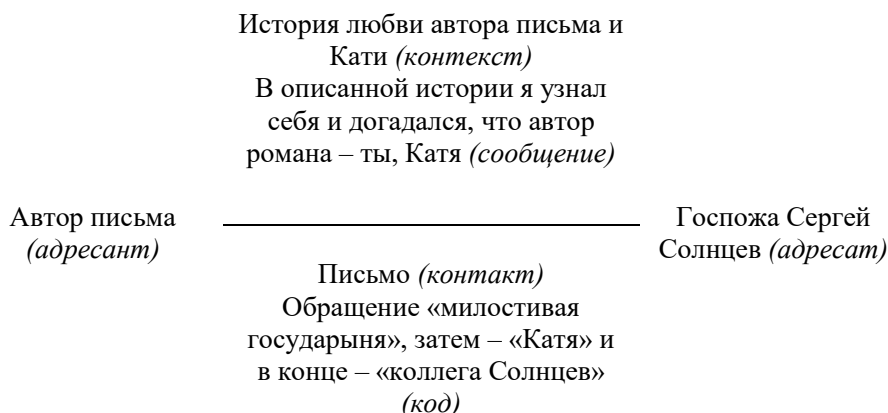 История любви автора письма и
Кати (контекст)
В описанной истории я узнал
себя и догадался, что автор
романа – ты, Катя (сообщение)
Автор письма
(адресант)
Госпожа Сергей
Солнцев (адресат)
Письмо (контакт)
Обращение «милостивая
государыня», затем – «Катя» и
в конце – «коллега Солнцев»
(код)